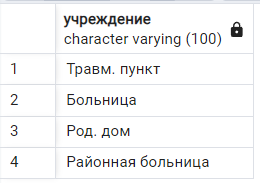 учреждение
character varying (100)
1 Травм. пункт
2 Больница
3 Род. дом
4 Районная больница